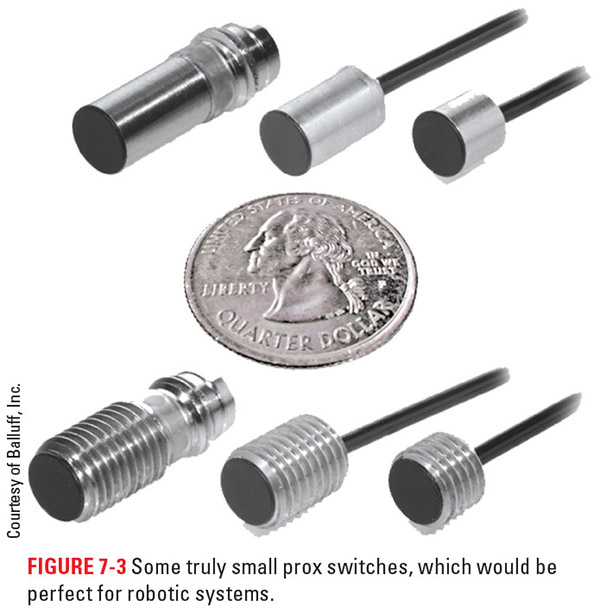 UNITED STATES OF AMERICA
LIBERTY
IN
GOD WE
TRUST
P
QUARTER DOLLAR
Courtesy of Balluff, Inc.
FIGURE 7-3 Some truly small prox switches, which would be
perfect for robotic systems.